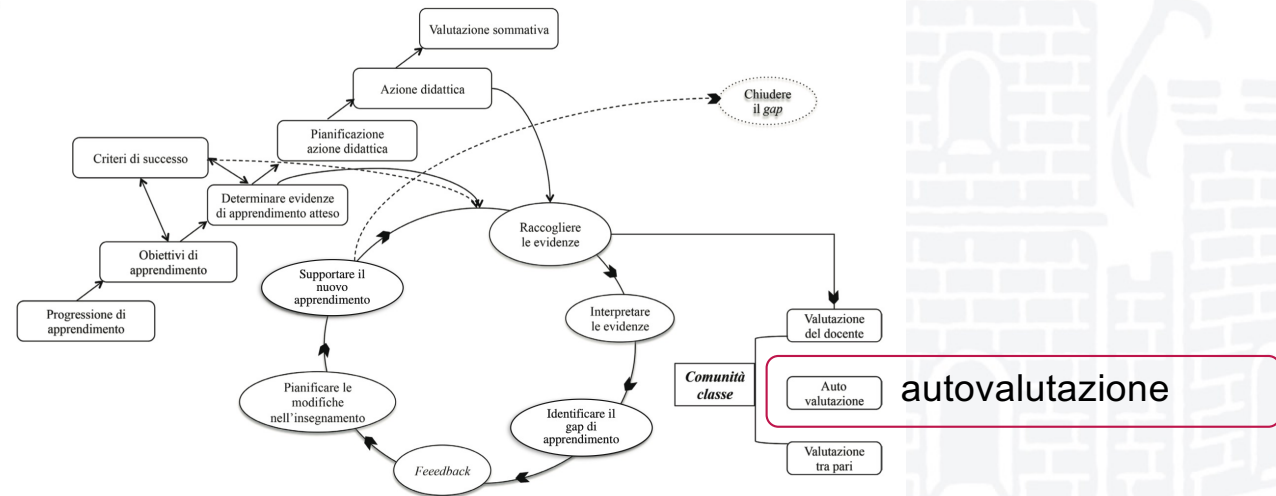 Valutazione sommativa
Azione didattica
Chiudere
il gap
Pianificazione
azione didattica
Criteri di successo
Determinare evidenze
di apprendimento atteso
Raccogliere
le evidenze
Obiettivi di
apprendimento
Supportare il
nuovo
apprendimento
Progressione di
apprendimento
Interpretare
le evidenze
Valutazione
del docente
Comunità
classe
Auto
valutazione
autovalutazione
Pianificare le
modifiche
nell'insegnamento
Identificare il
gap di
apprendimento
Valutazione
tra pari
Feeedback